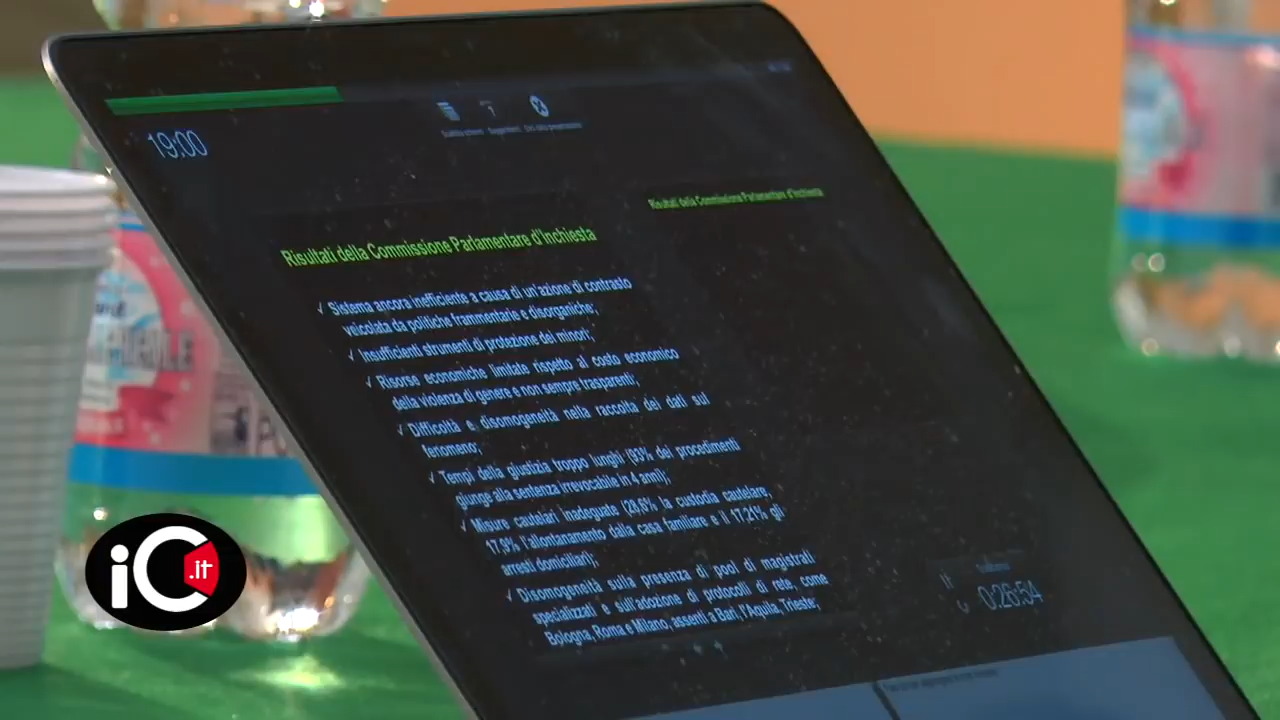 19:00
Risultati della Commissione Parlamentare d'Inchiesta
Risultati della Commissione Parlamentare d'Inchiesta
✓ Sistema ancora inefficiente a causa di un'azione di contrasto
veicolata da politiche frammentarie e disorganiche;
✓ Insufficienti strumenti di protezione dei minori;
✓ Risorse economiche limitate rispetto al costo economico
della violenza di genere e non sempre trasparenti;
✓ Difficoltà e disomogeneità nella raccolta dei dati sul
fenomeno;
✓ Tempi della giustizia troppo lunghi (93% dei procedimenti
giunge alla sentenza irrevocabile in 4 anni);
✓ Misure cautelari inadeguate (28,6% la custodia cautelare,
17,9% l'allontanamento dalla casa familiare e il 17,21% gli
arresti domiciliari);
✓ Disomogeneità sulla presenza di pool di magistrati
specializzati e sull'adozione di protocolli di rete, come
Bologna, Roma e Milano, assenti a Bari, l'Aquila, Trieste;
0:26:54
iC.it